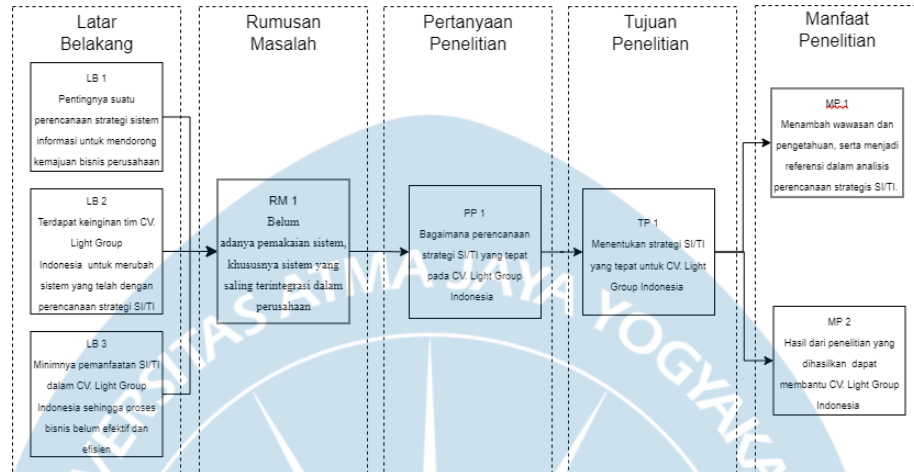 Latar
Belakang
LB 1
Pentingnya suatu
perencanaan strategi sistem
informasi untuk mendorong
kemajuan bisnis perusahaan
LB 2
Terdapat keinginan tim CV.
Light Group
Indonesia untuk merubah
sistem yang telah dengan
perencanaan strategi SI/TI
LB 3
Minimnya pemanfaatan SI/TI
dalam CV. Light Group
Indonesia sehingga proses
bisnis belum efektif dan
efisien
Rumusan
Masalah
RM 1
Belum
adanya pemakaian sistem,
khususnya sistem yang
saling terintegrasi dalam
perusahaan
Pertanyaan
Penelitian
PP 1
Bagaimana perencanaan
strategi SI/TI yang tepat
pada CV. Light Group
Indonesia
Tujuan
Penelitian
TP 1
Menentukan strategi SI/TI
yang tepat untuk CV. Light
Group Indonesia
Manfaat
Penelitian
MP 1
Menambah wawasan dan
pengetahuan, serta menjadi
referensi dalam analisis
perencanaan strategis SI/TI.
MP 2
Hasil dari penelitian yang
dihasilkan dapat
membantu CV. Light Group
Indonesia
ATMA JAYA